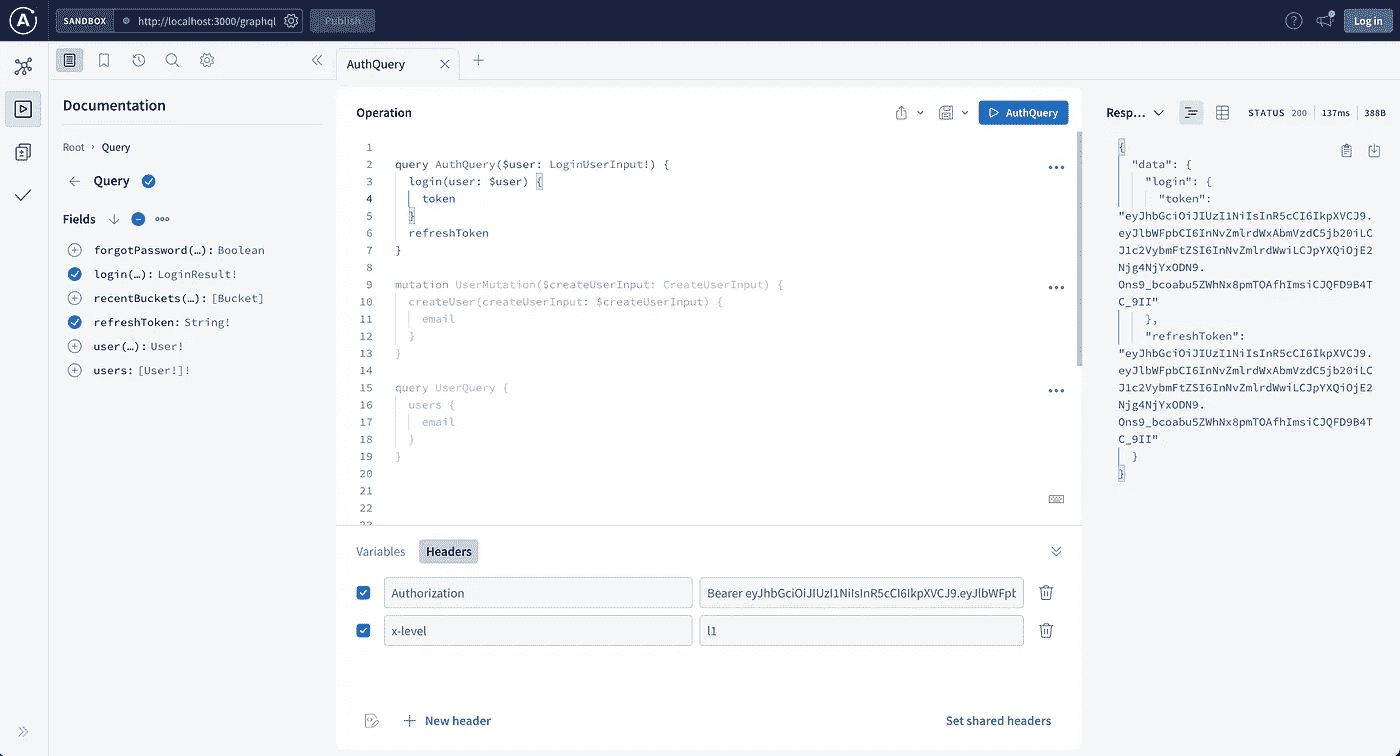 SANDBOX
http://localhost:3000/graphql
Publish
Log in
Documentation
Root › Query
Query
Fields
forgotPassword(…): Boolean
login(…): LoginResult!
recentBuckets(…): [Bucket]
refreshToken: String!
user(…): User!
users: [User!]!
AuthQuery
Operation
AuthQuery
1
2 query AuthQuery($user: LoginUserInput!) {
3 login(user: $user) {
4 token
5 }
6 refreshToken
7 }
8
9 mutation UserMutation($createUserInput: CreateUserInput) {
10 createUser(createUserInput: $createUserInput) {
11 email
12 }
13 }
14
15 query UserQuery {
16 users {
17 email
18 }
19 }
20
21
22
23
Variables
Headers
Authorization
Bearer eyJhbGciOiJIUzI1NiIsInR5cCI6IkpXVCJ9.eyJlbWFpb
x-level
l1
New header
Set shared headers
Resp…
STATUS 200
137ms
388B
{
"data": {
"login": {
"token":
"eyJhbGciOiJIUzI1NiIsInR5cCI6IkpXVCJ9.
eyJlbWFpbCI6InNvZmlrdWxAbmVzdC5jb20iLC
J1c2VybmFtZSI6InNvZmlrdWwiLCJpYXQiOjE2
Njg4NjYxODN9.
Ons9_bcoabu5ZWhNx8pmTOAfhImsiCJQFD9B4T
C_9II"
},
"refreshToken":
"eyJhbGciOiJIUzI1NiIsInR5cCI6IkpXVCJ9.
eyJlbWFpbCI6InNvZmlrdWxAbmVzdC5jb20iLC
J1c2VybmFtZSI6InNvZmlrdWwiLCJpYXQiOjE2
Njg4NjYxODN9.
Ons9_bcoabu5ZWhNx8pmTOAfhImsiCJQFD9B4T
C_9II"
}
}